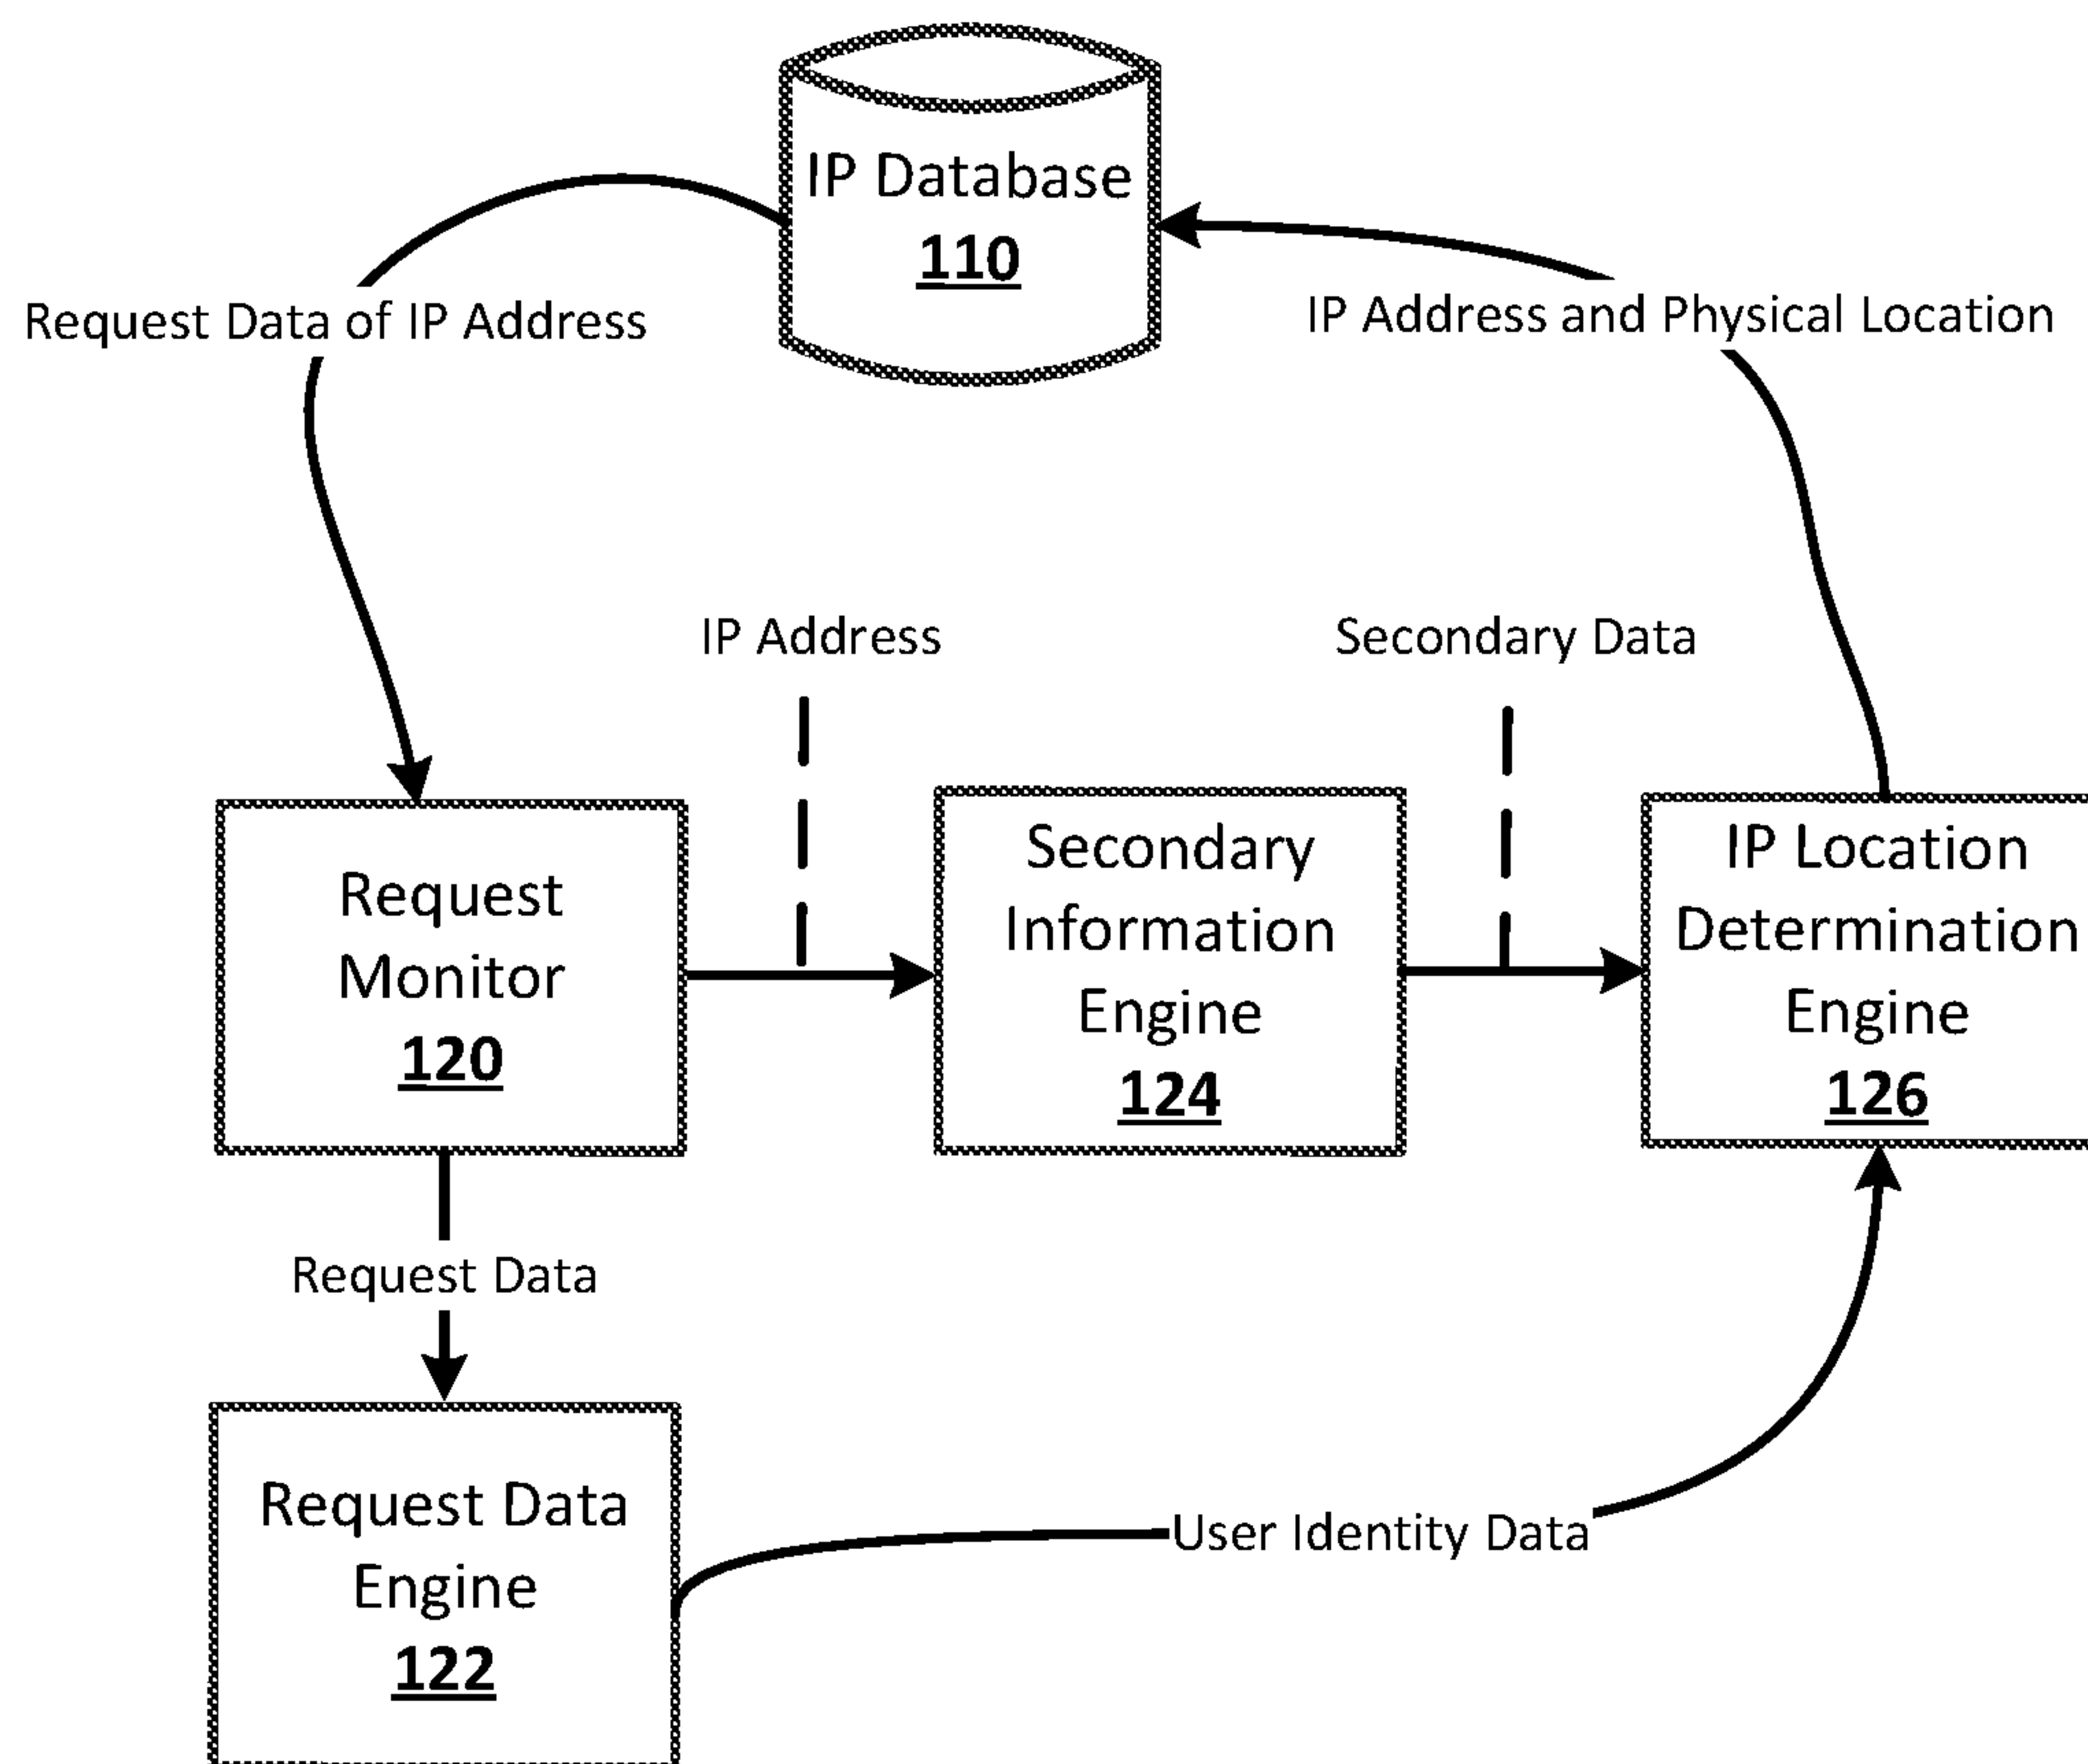 IP Database
110
Request Data of IP Address
IP Address and Physical Location
IP Address
Secondary Data
Request
Monitor
120
Secondary
Information
Engine
124
IP Location
Determination
Engine
126
Request Data
Request Data
Engine
122
User Identity Data